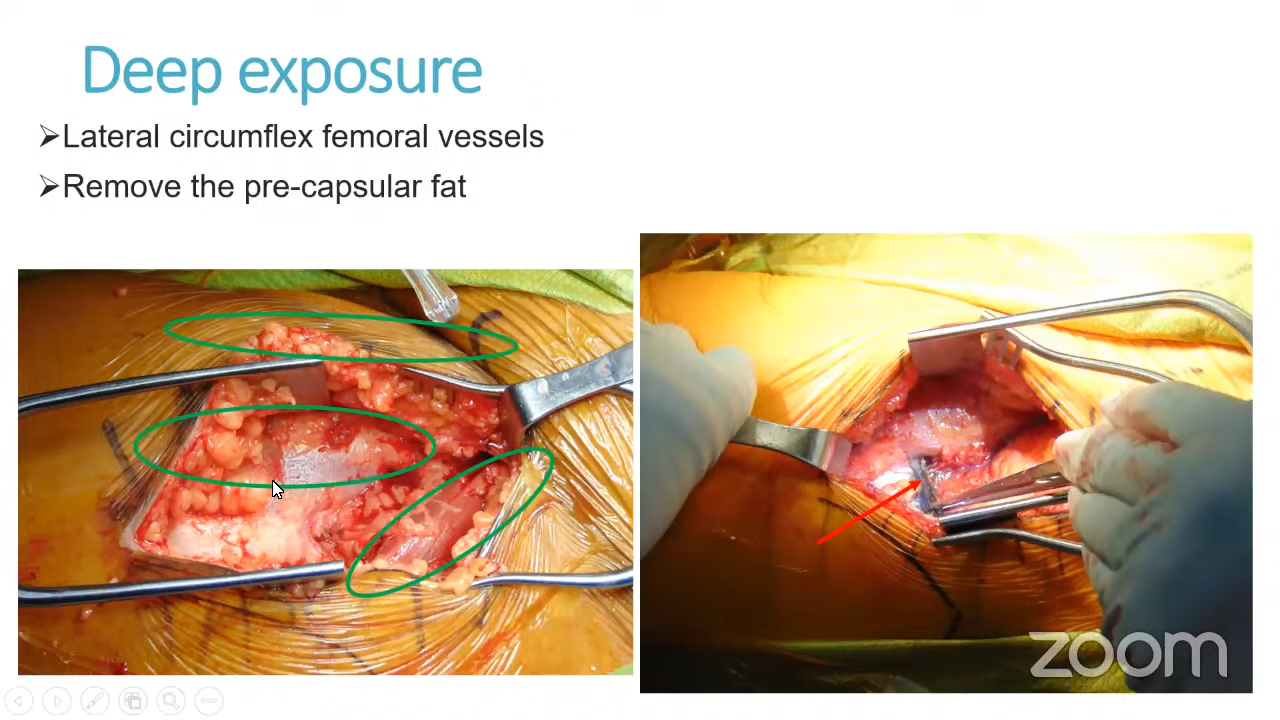 Deep exposure
➢Lateral circumflex femoral vessels
➢Remove the pre-capsular fat
zoom